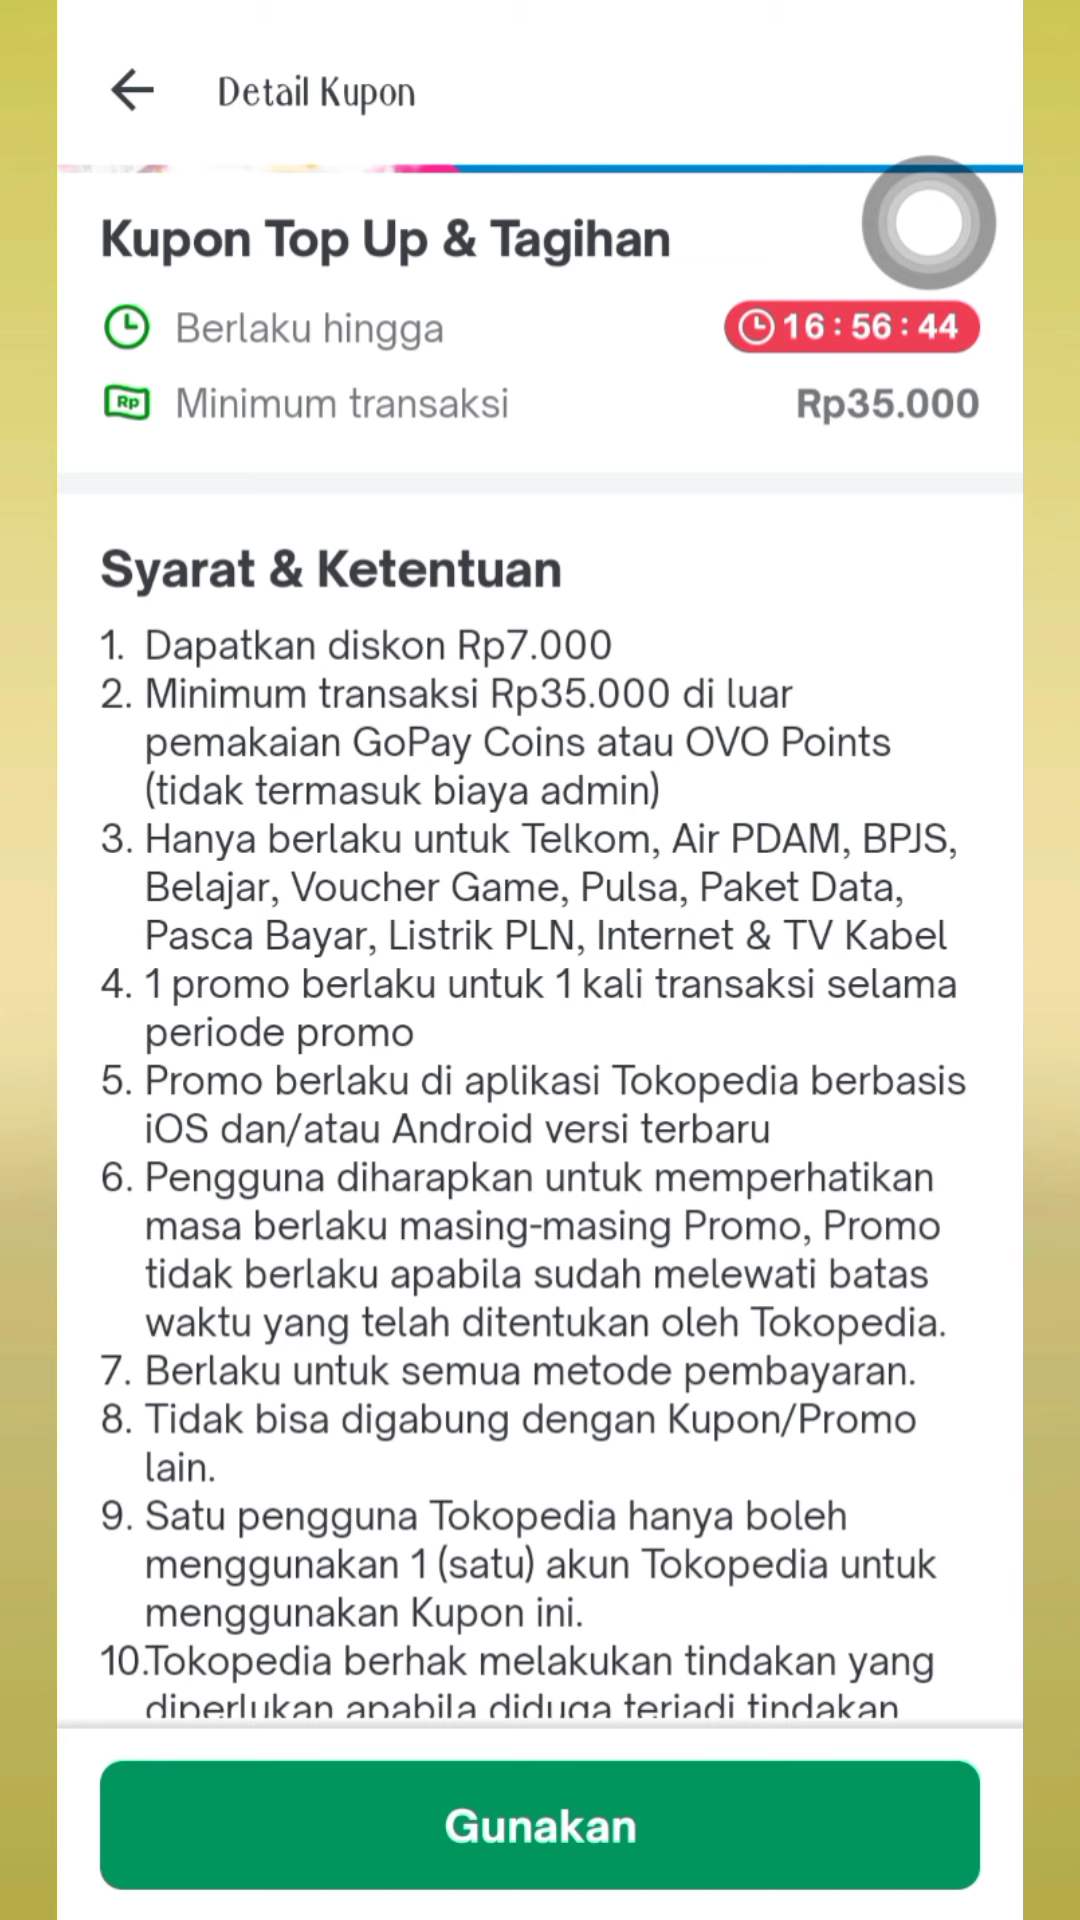 Detail Kupon
Kupon Top Up & Tagihan
Berlaku hingga 16 : 56 : 44
Rp Minimum transaksi Rp35.000
Syarat & Ketentuan
1. Dapatkan diskon Rp7.000
2. Minimum transaksi Rp35.000 di luar
pemakaian GoPay Coins atau OVO Points
(tidak termasuk biaya admin)
3. Hanya berlaku untuk Telkom, Air PDAM, BPJS,
Belajar, Voucher Game, Pulsa, Paket Data,
Pasca Bayar, Listrik PLN, Internet & TV Kabel
4. 1 promo berlaku untuk 1 kali transaksi selama
periode promo
5. Promo berlaku di aplikasi Tokopedia berbasis
iOS dan/atau Android versi terbaru
6. Pengguna diharapkan untuk memperhatikan
masa berlaku masing-masing Promo, Promo
tidak berlaku apabila sudah melewati batas
waktu yang telah ditentukan oleh Tokopedia.
7. Berlaku untuk semua metode pembayaran.
8. Tidak bisa digabung dengan Kupon/Promo
lain.
9. Satu pengguna Tokopedia hanya boleh
menggunakan 1 (satu) akun Tokopedia untuk
menggunakan Kupon ini.
10.Tokopedia berhak melakukan tindakan yang
diperlukan apabila diduga terjadi tindakan
Gunakan